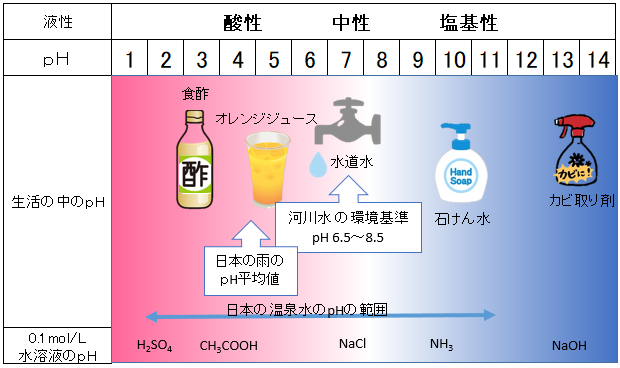 液性 酸性 中性 塩基性
pH 1 2 3 4 5 6 7 8 9 10 11 12 13 14
生活の中のpH
食酢
酢
オレンジジュース
水道水
Hand
Soap
石けん水
カビに!
カビ取り剤
河川水の環境基準
pH 6.5～8.5
日本の雨の
pH平均値
日本の温泉水のpHの範囲
0.1mol/L
水溶液のpH
H₂SO₄ CH₃COOH NaCl NH₃ NaOH